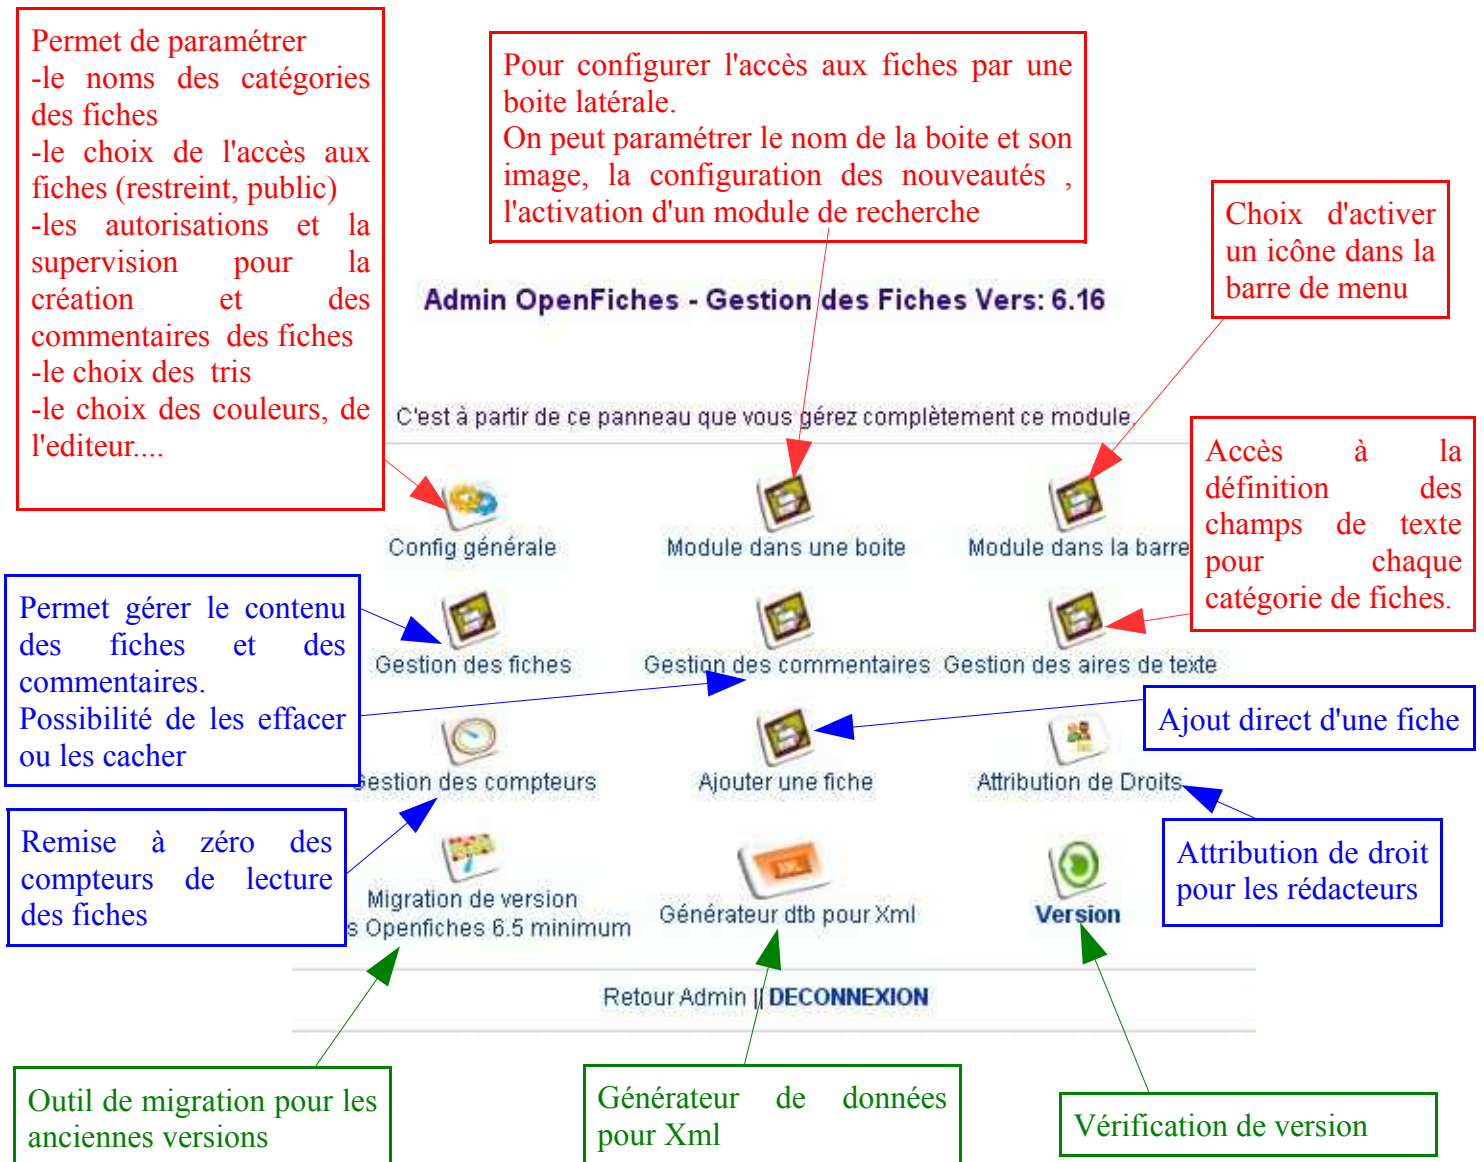 Permet de paramétrer
-le noms des catégories
des fiches
-le choix de l'accès aux
fiches (restreint, public)
-les autorisations et la
supervision pour la
création et des
commentaires des fiches
-le choix des tris
-le choix des couleurs, de
l'editeur....
Pour configurer l'accès aux fiches par une
boite latérale.
On peut paramétrer le nom de la boite et son
image, la configuration des nouveautés ,
l'activation d'un module de recherche
Choix d'activer
un icône dans la
barre de menu
Admin OpenFiches - Gestion des Fiches Vers: 6.16
C'est à partir de ce panneau que vous gérez complètement ce module.
Accès à la
définition des
champs de texte
pour chaque
catégorie de fiches.
Config générale
Module dans une boite
Module dans la barre
Permet gérer le contenu
des fiches et des
commentaires.
Possibilité de les effacer
ou les cacher
Gestion des fiches
Gestion des commentaires
Gestion des aires de texte
Ajout direct d'une fiche
Gestion des compteurs
Ajouter une fiche
Attribution de Droits
Remise à zéro des
compteurs de lecture
des fiches
Attribution de droit
pour les rédacteurs
Migration de version
s Openfiches 6.5 minimum
Générateur dtb pour Xml
Version
Retour Admin || DECONNEXION
Outil de migration pour les
anciennes versions
Générateur de données
pour Xml
Vérification de version